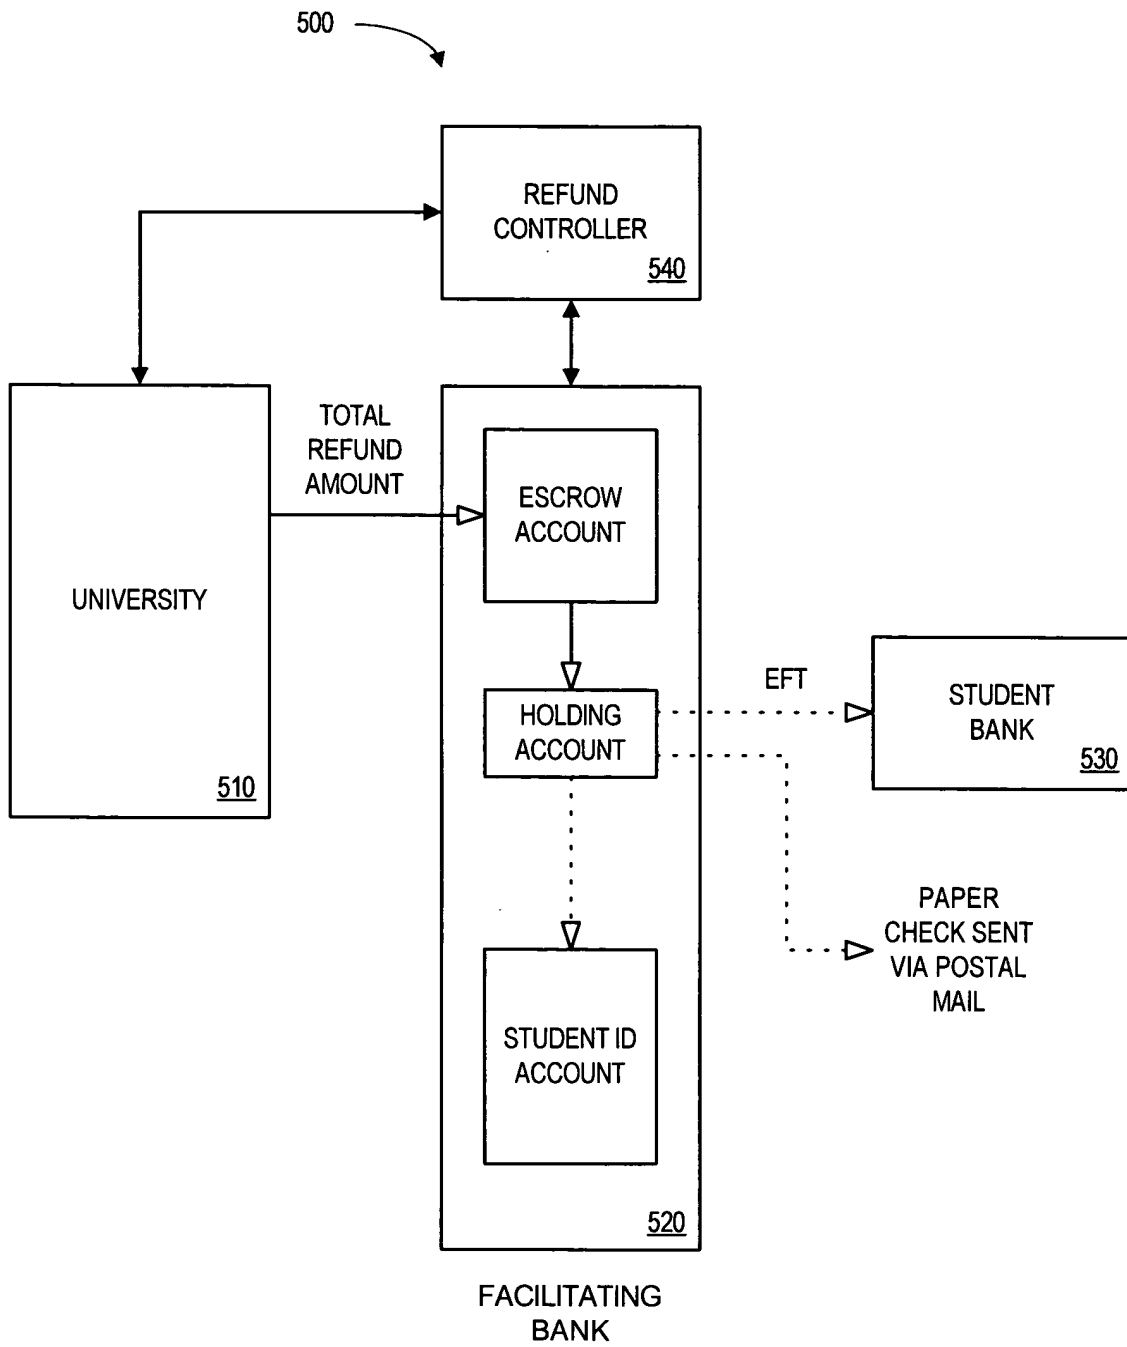 500
REFUND
CONTROLLER
540
TOTAL
REFUND
AMOUNT
ESCROW
ACCOUNT
UNIVERSITY
510
HOLDING
ACCOUNT
EFT
STUDENT
BANK
530
PAPER
CHECK SENT
VIA POSTAL
MAIL
STUDENT ID
ACCOUNT
520
FACILITATING
BANK